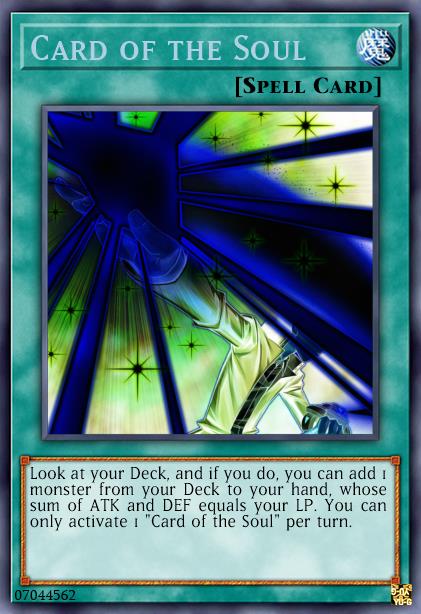 CARD OF THE SOUL
魔
[SPELL CARD]
Look at your Deck, and if you do, you can add 1
monster from your Deck to your hand, whose
sum of ATK and DEF equals your LP. You can
only activate 1 "Card of the Soul" per turn.
07044562